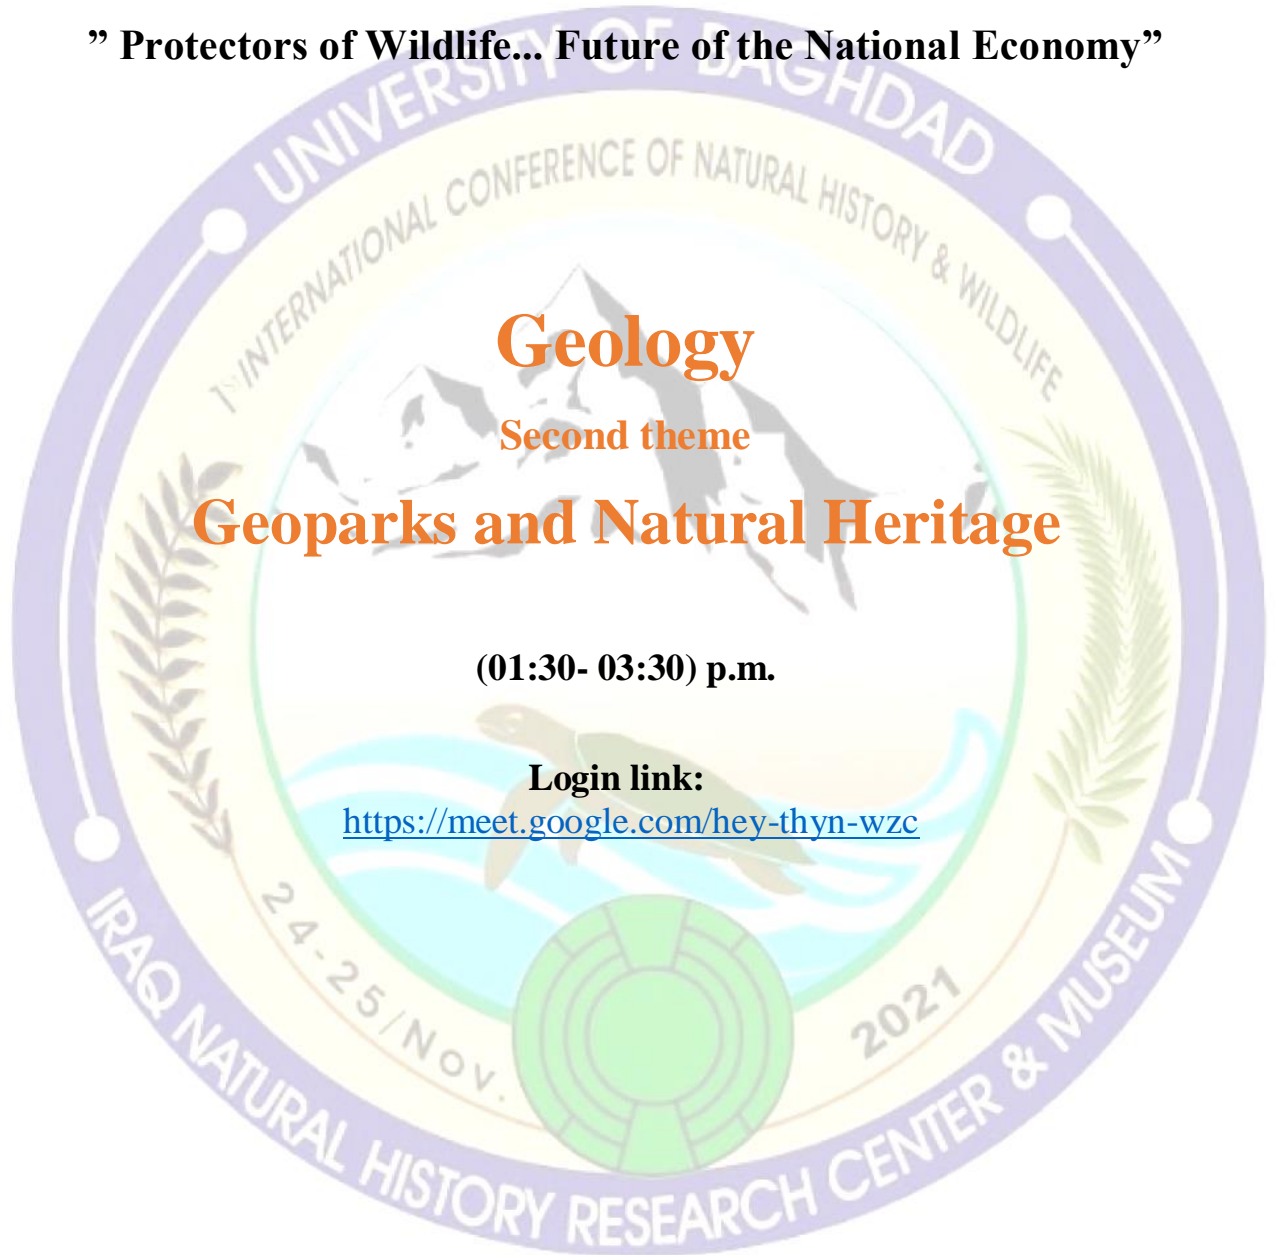 ” Protectors of Wildlife... Future of the National Economy”
UNIVERSITY OF BAGHDAD
1st INTERNATIONAL CONFERENCE OF NATURAL HISTORY & WILDLIFE
Geology
Second theme
Geoparks and Natural Heritage
(01:30- 03:30) p.m.
Login link:
https://meet.google.com/hey-thyn-wzc
24-25/Nov. 2021
IRAQ NATURAL HISTORY RESEARCH CENTER & MUSEUM